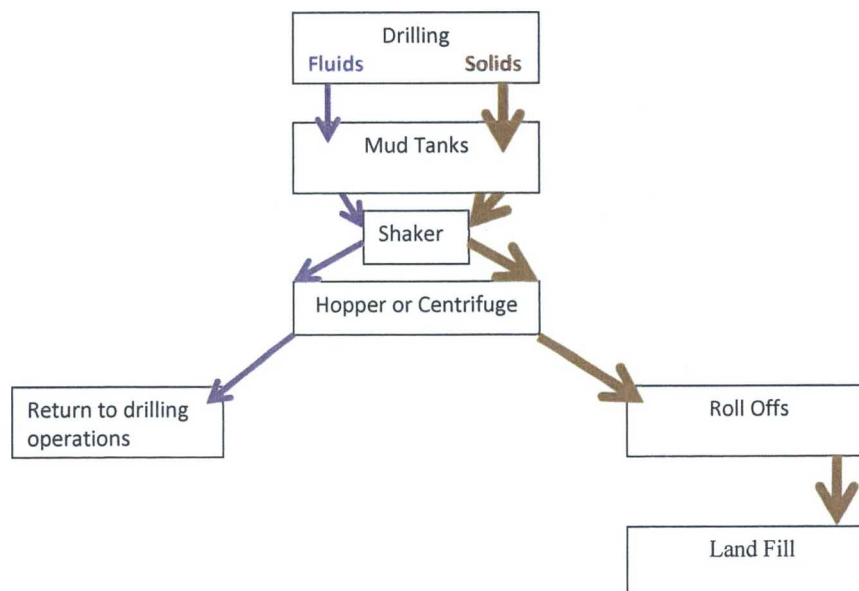 Drilling
Fluids Solids
Mud Tanks
Shaker
Hopper or Centrifuge
Return to drilling
operations
Roll Offs
Land Fill